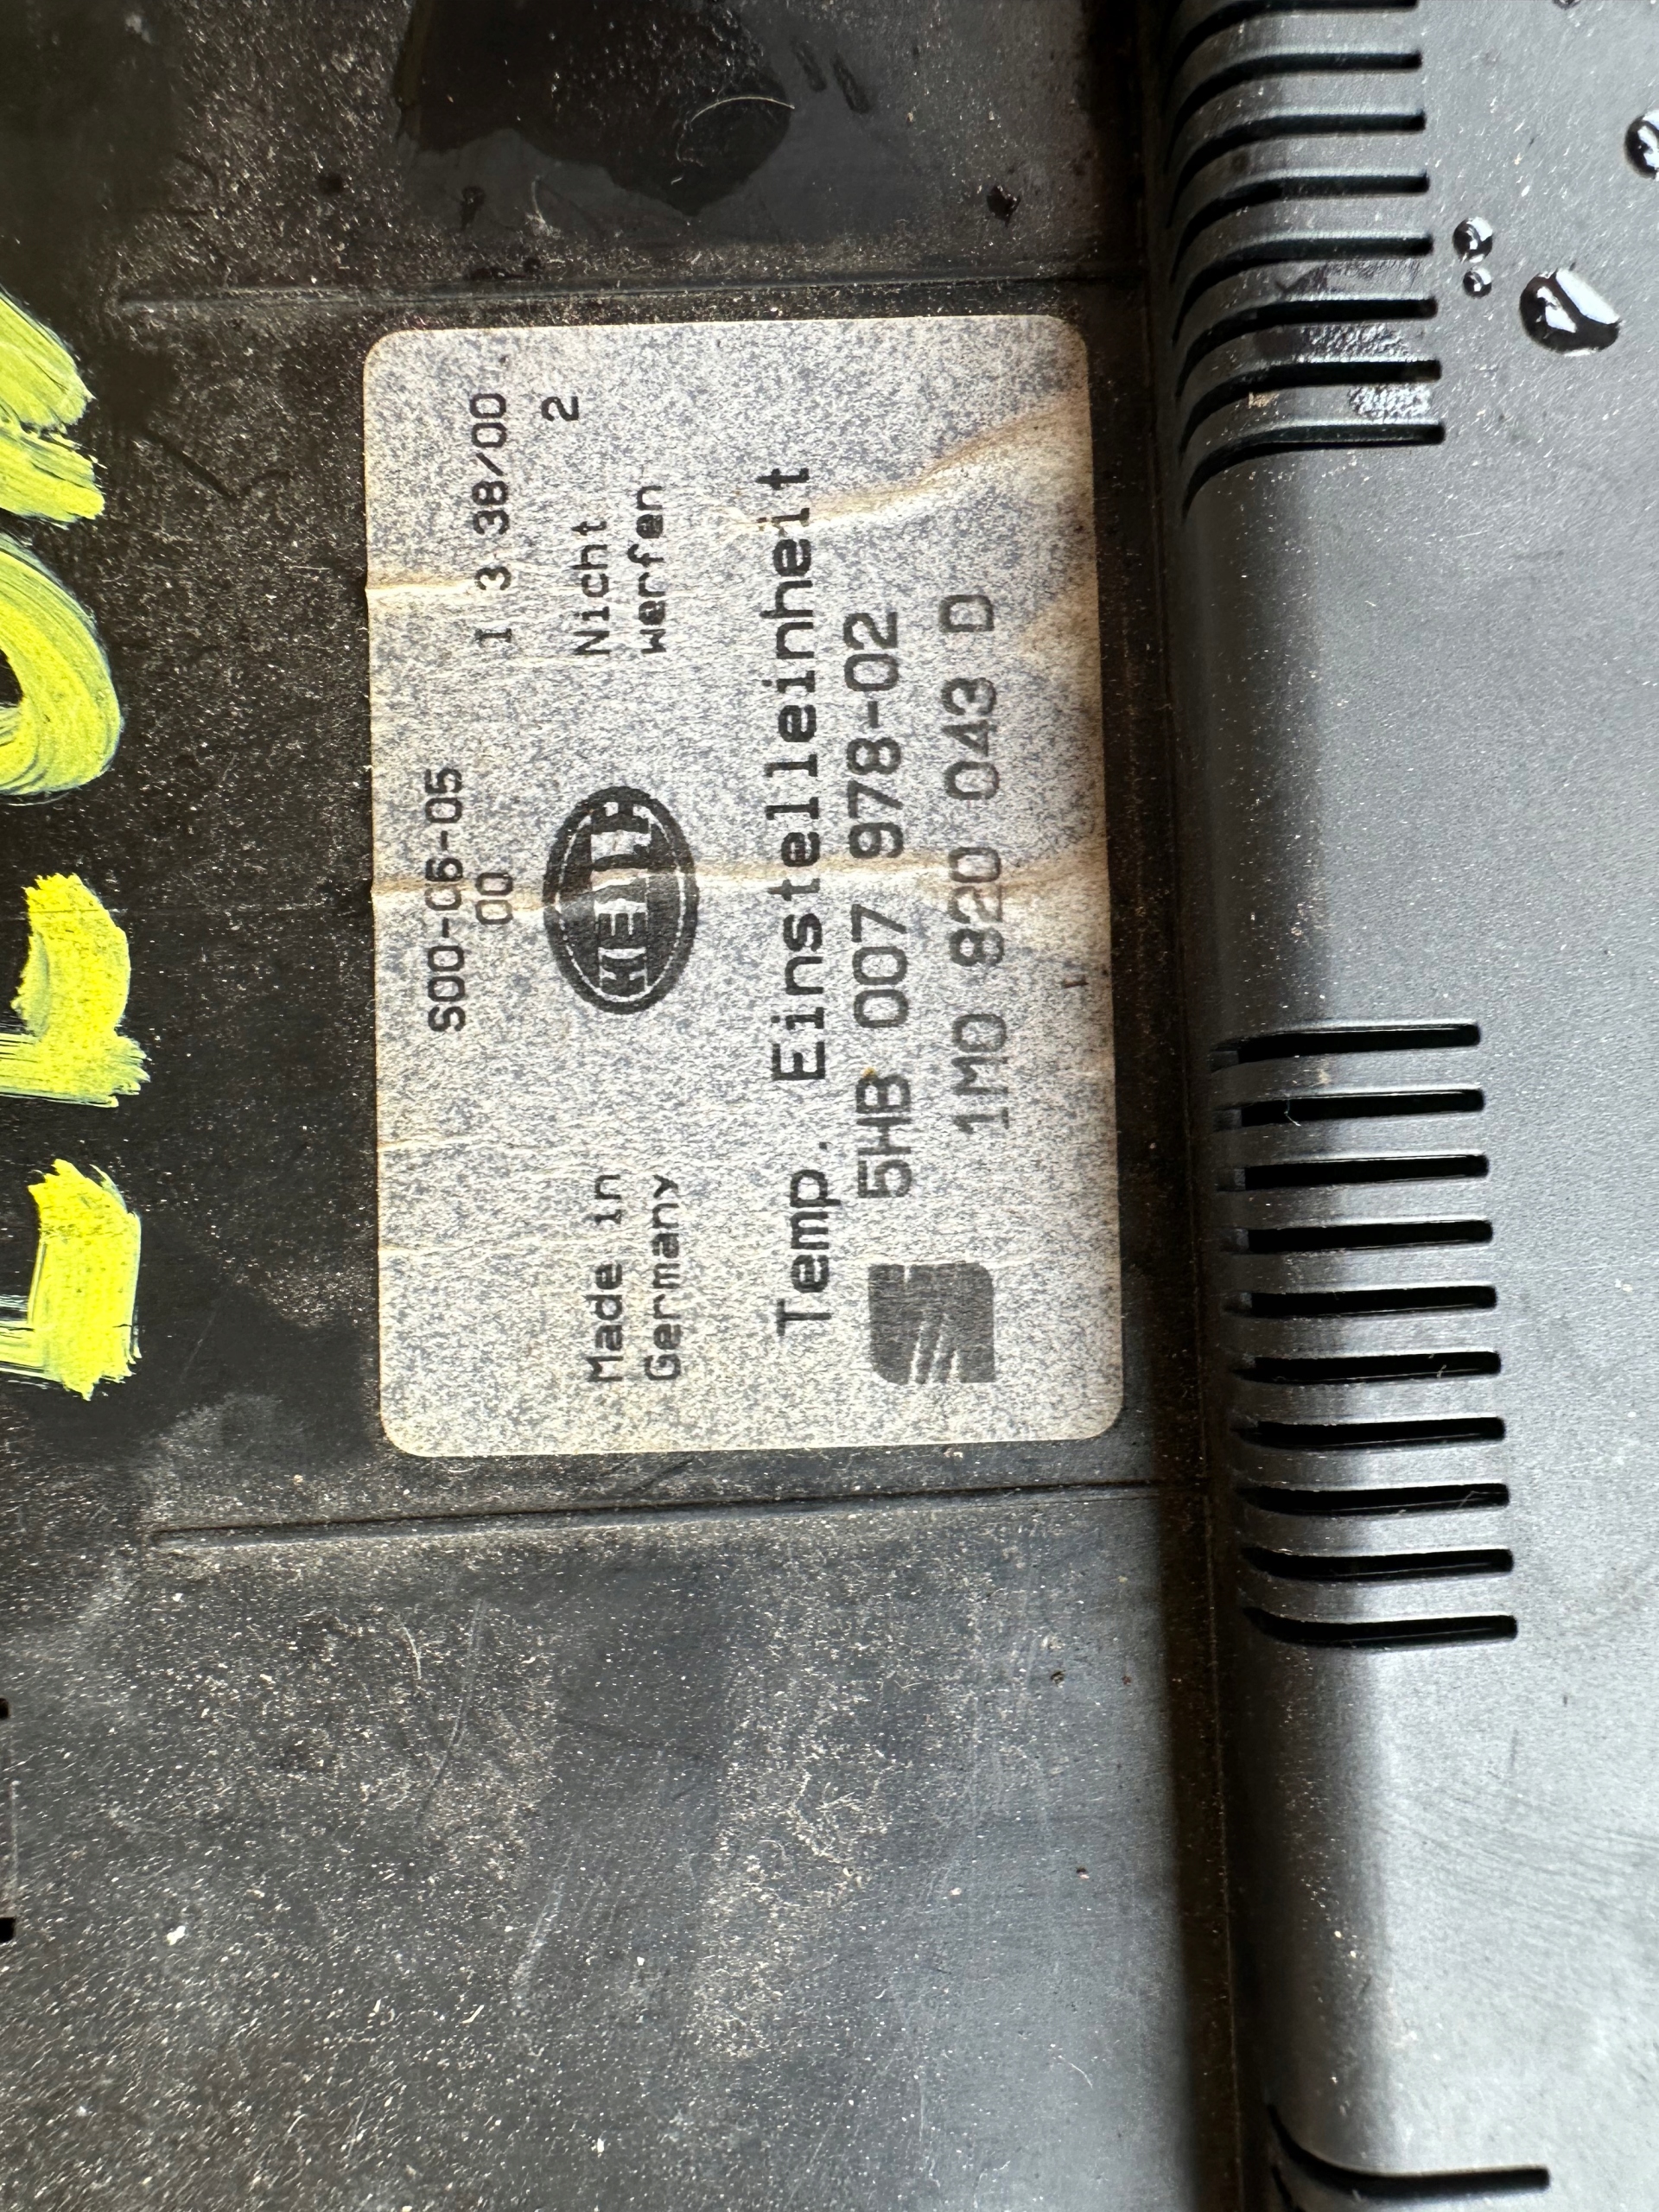 S00-06-05
00
I 3 38/00
2
Made in
Germany
HELLA
Nicht
werfen
Temp. Einstelleinheit
5HB 007 978-02
1M0 820 043 D